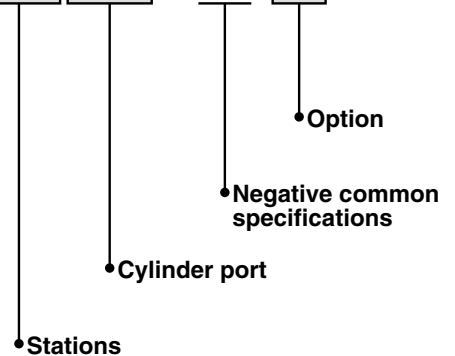 Option
Negative common
specifications
Cylinder port
Stations